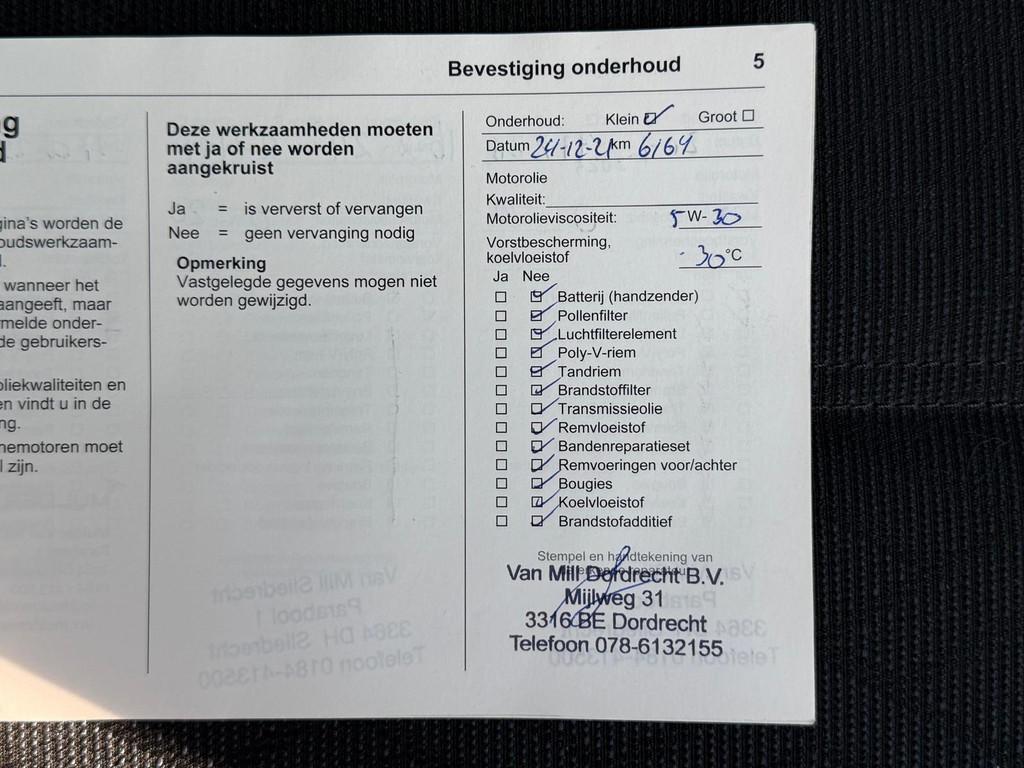 Bevestiging onderhoud 5
g
d
gina's worden de
oudswerkzaam-
l.
wanneer het
aangeeft, maar
rmelde onder-
de gebruikers-
oliekwaliteiten en
en vindt u in de
ng.
nemotoren moet
l zijn.
Deze werkzaamheden moeten
met ja of nee worden
aangekruist
Ja = is ververst of vervangen
Nee = geen vervanging nodig
Opmerking
Vastgelegde gegevens mogen niet
worden gewijzigd.
Onderhoud: Klein ☑ Groot ☐
Datum 24-12-21 km 6164
Motorolie
Kwaliteit:
Motorolieviscositeit: 5 W- 30
Vorstbescherming,
koelvloeistof - 30 °C
Ja Nee
☐ ☑ Batterij (handzender)
☐ ☑ Pollenfilter
☐ ☑ Luchtfilterelement
☐ ☑ Poly-V-riem
☐ ☑ Tandriem
☐ ☑ Brandstoffilter
☐ ☑ Transmissieolie
☐ ☑ Remvloeistof
☐ ☑ Bandenreparatieset
☐ ☑ Remvoeringen voor/achter
☐ ☑ Bougies
☐ ☑ Koelvloeistof
☐ ☑ Brandstofadditief
Stempel en handtekening van
Van Mill Dordrecht B.V.
Mijlweg 31
3316 BE Dordrecht
Telefoon 078-6132155